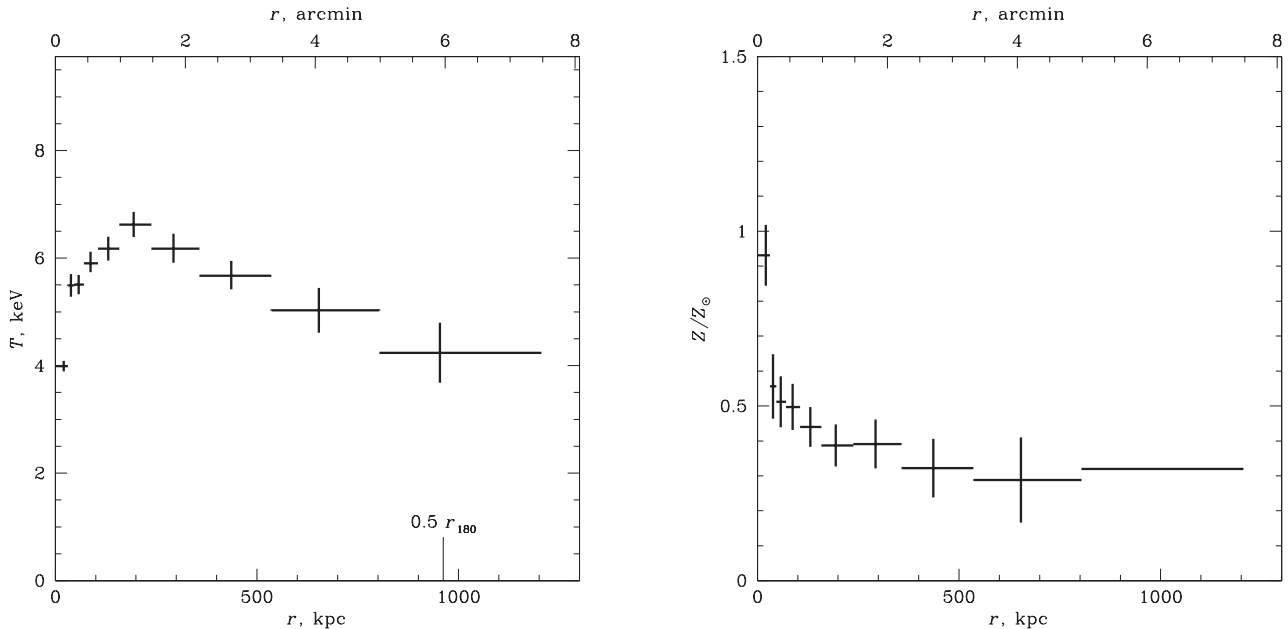 r, arcmin
0 2 4 6 8
8
6
4
2
0
T, keV
0.5 r₁₈₀
0 500 1000
r, kpc
r, arcmin
0 2 4 6 8
1.5
1
0.5
0
Z/Z☉
0 500 1000
r, kpc